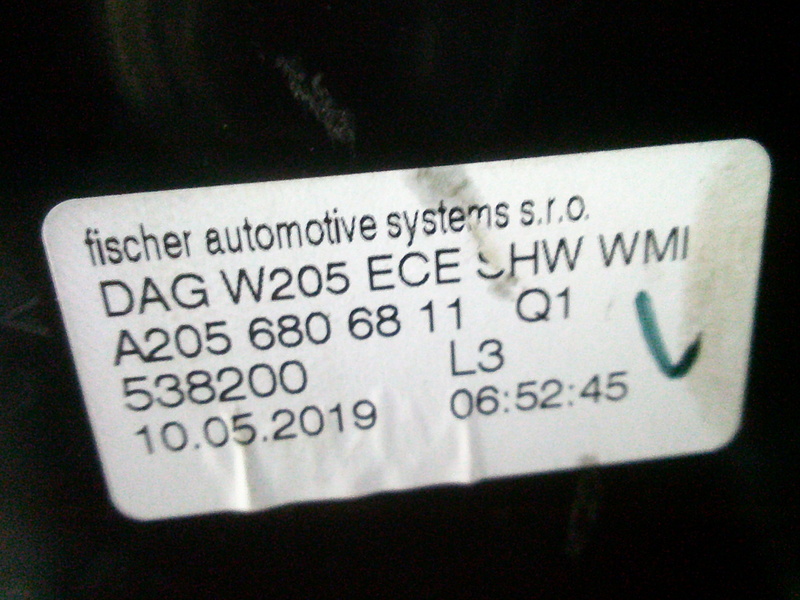 fischer automotive systems s.r.o.
DAG W205 ECE SHW WMI
A205 680 68 11 Q1
538200 L3
10.05.2019 06:52:45